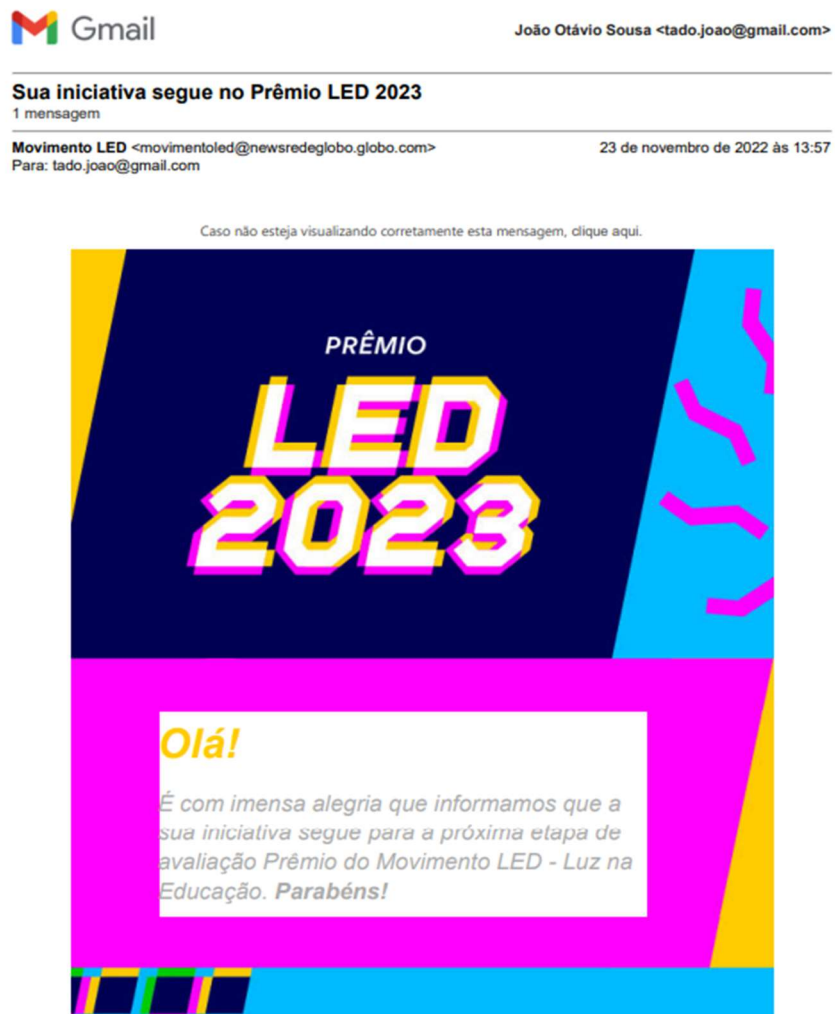 Gmail
João Otávio Sousa <tado.joao@gmail.com>
Sua iniciativa segue no Prêmio LED 2023
1 mensagem
Movimento LED <movimentoled@newsredeglobo.globo.com>
23 de novembro de 2022 às 13:57
Para: tado.joao@gmail.com
Caso não esteja visualizando corretamente esta mensagem, clique aqui.
PRÊMIO
LED
2023
Olá!
É com imensa alegria que informamos que a
sua iniciativa segue para a próxima etapa de
avaliação Prêmio do Movimento LED - Luz na
Educação. Parabéns!